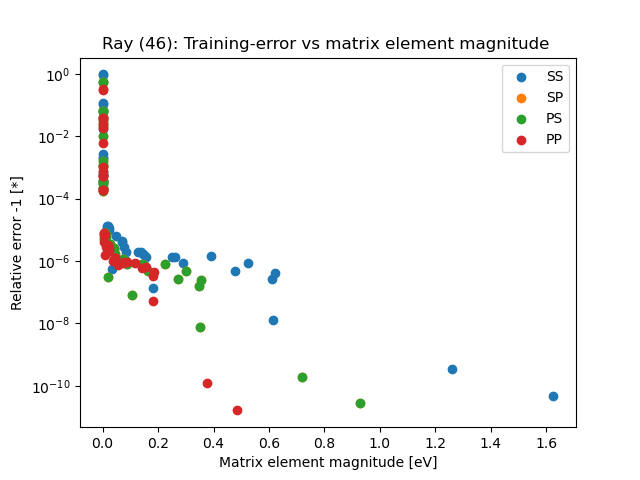 Ray (46): Training-error vs matrix element magnitude
Relative error -1 [*]
10⁰
10⁻²
10⁻⁴
10⁻⁶
10⁻⁸
10⁻¹⁰
SS
SP
PS
PP
0.0 0.2 0.4 0.6 0.8 1.0 1.2 1.4 1.6
Matrix element magnitude [eV]